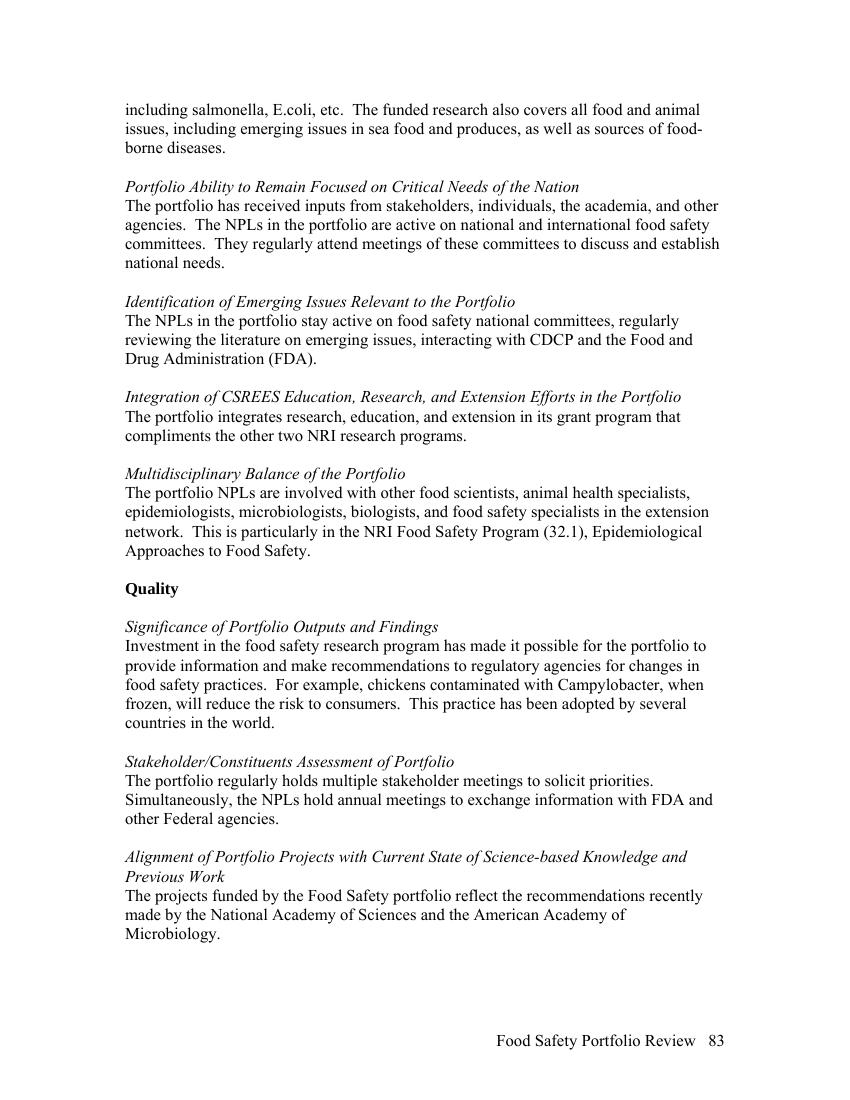 including salmonella, E.coli, etc.  The funded research also covers all food and animal
issues, including emerging issues in sea food and produces, as well as sources of food-
borne diseases.
Portfolio Ability to Remain Focused on Critical Needs of the Nation
The portfolio has received inputs from stakeholders, individuals, the academia, and other
agencies.  The NPLs in the portfolio are active on national and international food safety
committees.  They regularly attend meetings of these committees to discuss and establish
national needs.
Identification of Emerging Issues Relevant to the Portfolio
The NPLs in the portfolio stay active on food safety national committees, regularly
reviewing the literature on emerging issues, interacting with CDCP and the Food and
Drug Administration (FDA).
Integration of CSREES Education, Research, and Extension Efforts in the Portfolio
The portfolio integrates research, education, and extension in its grant program that
compliments the other two NRI research programs.
Multidisciplinary Balance of the Portfolio
The portfolio NPLs are involved with other food scientists, animal health specialists,
epidemiologists, microbiologists, biologists, and food safety specialists in the extension
network.  This is particularly in the NRI Food Safety Program (32.1), Epidemiological
Approaches to Food Safety.
Quality
Significance of Portfolio Outputs and Findings
Investment in the food safety research program has made it possible for the portfolio to
provide information and make recommendations to regulatory agencies for changes in
food safety practices.  For example, chickens contaminated with Campylobacter, when
frozen, will reduce the risk to consumers.  This practice has been adopted by several
countries in the world.
Stakeholder/Constituents Assessment of Portfolio
The portfolio regularly holds multiple stakeholder meetings to solicit priorities.
Simultaneously, the NPLs hold annual meetings to exchange information with FDA and
other Federal agencies.
Alignment of Portfolio Projects with Current State of Science-based Knowledge and
Previous Work
The projects funded by the Food Safety portfolio reflect the recommendations recently
made by the National Academy of Sciences and the American Academy of
Microbiology.
Food Safety Portfolio Review   83